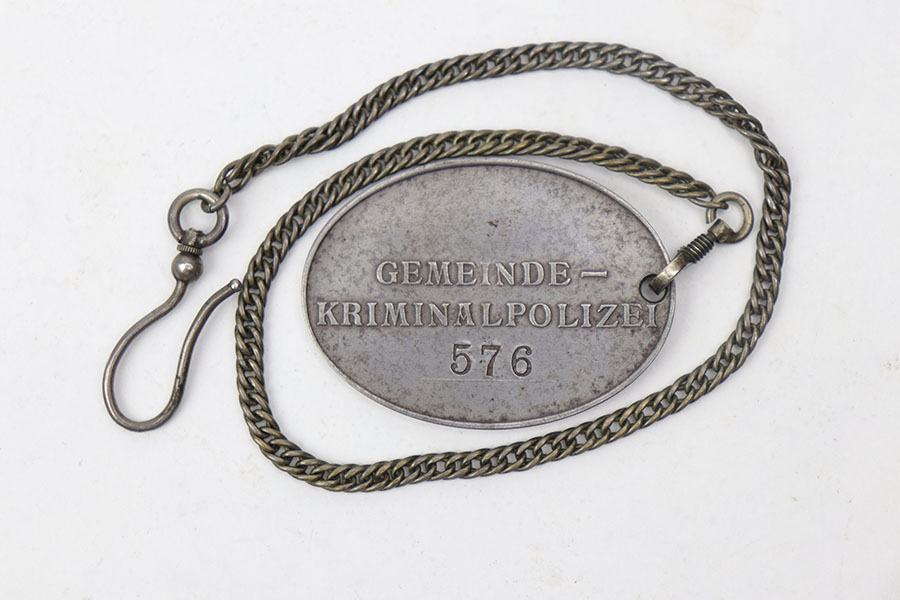 GEMEINDE –
KRIMINALPOLIZEI
576